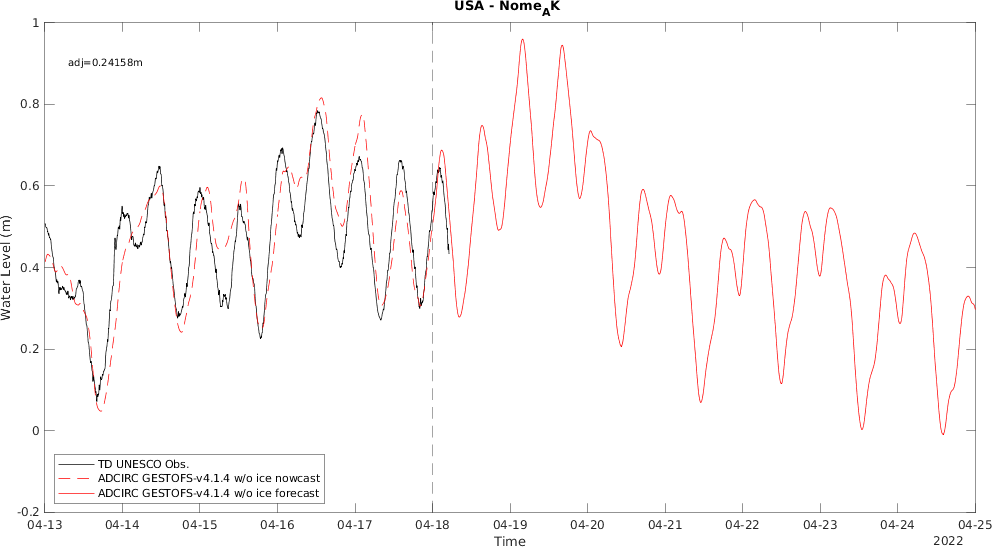 USA - Nome_AK
adj=0.24158m
1
0.8
0.6
0.4
0.2
0
-0.2
Water Level (m)
TD UNESCO Obs.
ADCIRC GESTOFS-v4.1.4 w/o ice nowcast
ADCIRC GESTOFS-v4.1.4 w/o ice forecast
04-13 04-14 04-15 04-16 04-17 04-18 04-19 04-20 04-21 04-22 04-23 04-24 04-25
Time
2022